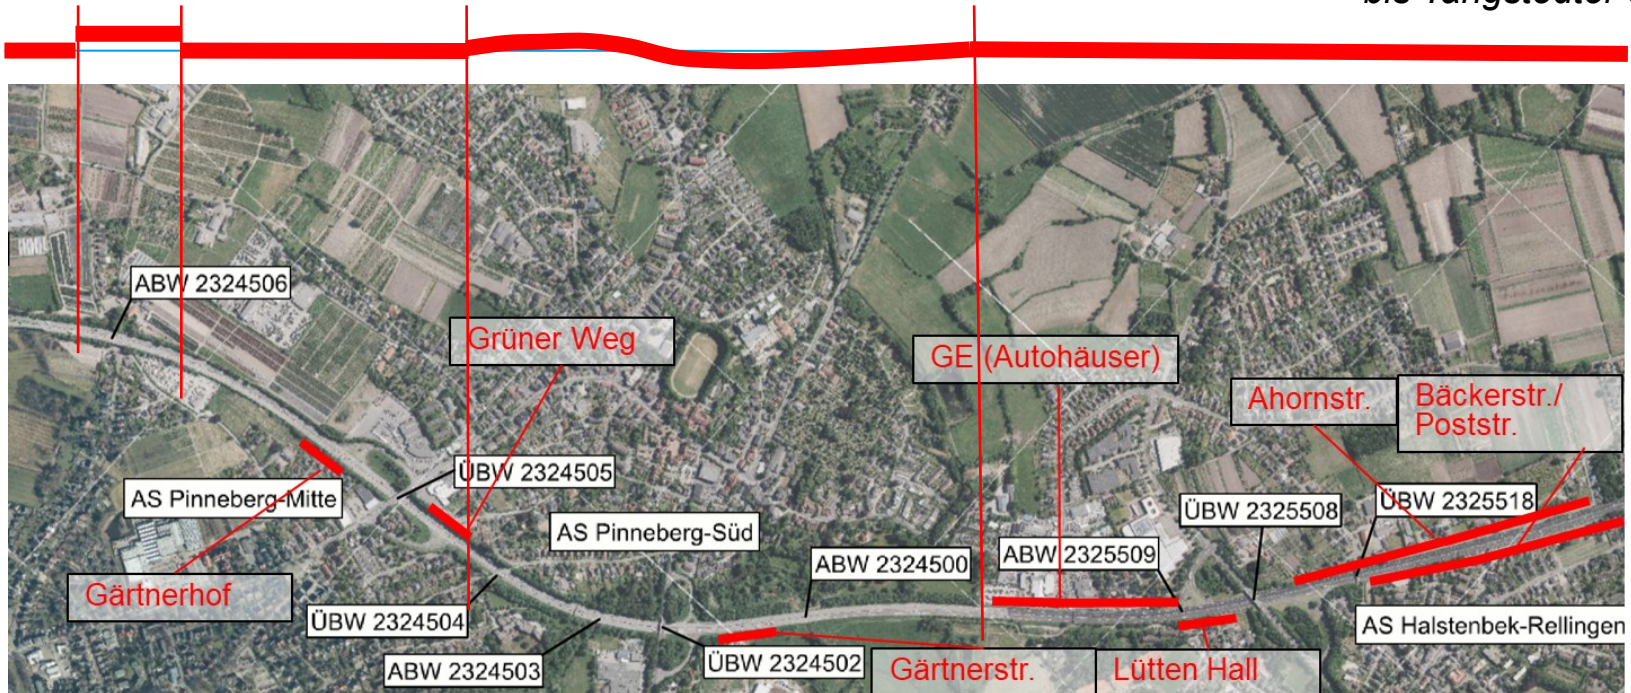 ABW 2324506
Grüner Weg
GE (Autohäuser)
Ahornstr.
Bäckerstr./
Poststr.
ÜBW 2324505
AS Pinneberg-Mitte
AS Pinneberg-Süd
ÜBW 2325518
ÜBW 2325508
ABW 2325509
ABW 2324500
Gärtnerhof
ÜBW 2324504
AS Halstenbek-Rellingen
ABW 2324503
ÜBW 2324502
Gärtnerstr.
Lütten Hall